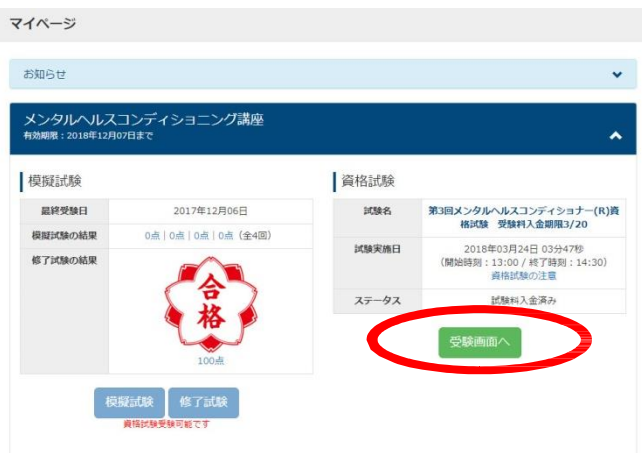 マイページ
お知らせ
メンタルヘルスコンディショニング講座
有効期限：2018年12月07日まで
模擬試験
最終受験日 2017年12月06日
模擬試験の結果 0点 | 0点 | 0点 | 0点 （全4回）
修了試験の結果
合格
100点
模擬試験 修了試験
資格試験受験可能です
資格試験
試験名 第3回メンタルヘルスコンディショナー(R)資
格試験 受験料入金期限3/20
試験実施日 2018年03月24日 03分47秒
（開始時刻：13:00 / 終了時刻：14:30）
資格試験の注意
ステータス 試験料入金済み
受験画面へ